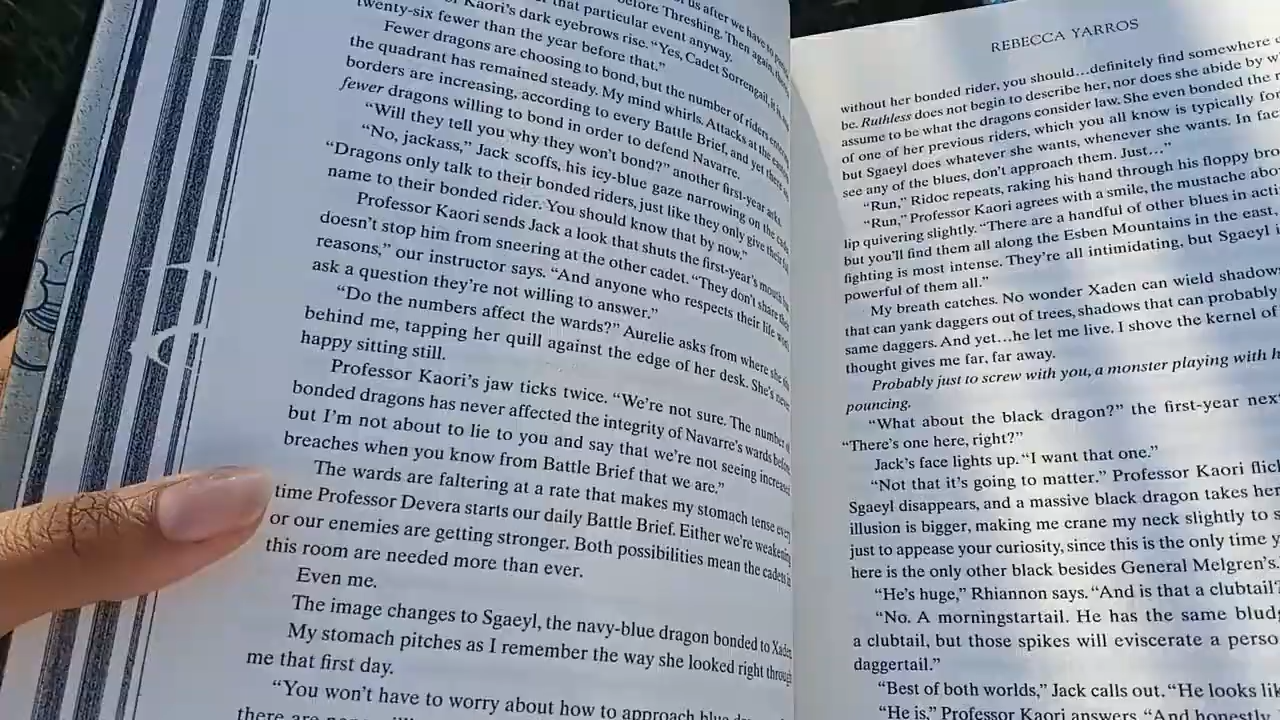 us after we have to
that particular event anyway.
before Threshing. Then again,
Kaori's dark eyebrows rise. "Yes, Cadet Sorrengail, it is
twenty-six fewer than the year before that."
Fewer dragons are choosing to bond, but the number of riders
the quadrant has remained steady. My mind whirls. Attacks at the
borders are increasing, according to every Battle Brief, and yet there
fewer dragons willing to bond in order to defend Navarre.
"Will they tell you why they won't bond?" another first-year asks.
"No, jackass," Jack scoffs, his icy-blue gaze narrowing on the
"Dragons only talk to their bonded riders, just like they only give their
name to their bonded rider. You should know that by now."
Professor Kaori sends Jack a look that shuts the first-year's mouth
doesn't stop him from sneering at the other cadet. "They don't share their
reasons," our instructor says. "And anyone who respects their life
ask a question they're not willing to answer."
"Do the numbers affect the wards?" Aurelie asks from where she
behind me, tapping her quill against the edge of her desk. She's never
happy sitting still.
Professor Kaori's jaw ticks twice. "We're not sure. The number
bonded dragons has never affected the integrity of Navarre's wards before
but I'm not about to lie to you and say that we're not seeing increased
breaches when you know from Battle Brief that we are."
The wards are faltering at a rate that makes my stomach tense every
time Professor Devera starts our daily Battle Brief. Either we're weakening
or our enemies are getting stronger. Both possibilities mean the cadets in
this room are needed more than ever.
Even me.
The image changes to Sgaeyl, the navy-blue dragon bonded to Xaden
My stomach pitches as I remember the way she looked right through
me that first day.
"You won't have to worry about how to approach blue
there are none
REBECCA YARROS
without her bonded rider, you should…definitely find somewhere
be. Ruthless does not begin to describe her, nor does she abide by
assume to be what the dragons consider law. She even bonded the
of one of her previous riders, which you all know is typically
but Sgaeyl does whatever she wants, whenever she wants. In fac
see any of the blues, don't approach them. Just…"
"Run," Ridoc repeats, raking his hand through his floppy
"Run," Professor Kaori agrees with a smile, the mustache
lip quivering slightly. "There are a handful of other blues in
but you'll find them all along the Esben Mountains in the east,
fighting is most intense. They're all intimidating, but Sgaeyl
powerful of them all."
My breath catches. No wonder Xaden can wield
that can yank daggers out of trees, shadows that can probably
same daggers. And yet…he let me live. I shove the kernel of
thought gives me far, far away.
Probably just to screw with you, a monster playing with
pouncing.
"What about the black dragon?" the first-year
"There's one here, right?"
Jack's face lights up. "I want that one."
"Not that it's going to matter." Professor Kaori
Sgaeyl disappears, and a massive black dragon takes her
illusion is bigger, making me crane my neck slightly to
just to appease your curiosity, since this is the only time
here is the only other black besides General Melgren's.
"He's huge," Rhiannon says. "And is that a clubtail?
"No. A morningstartail. He has the same
a clubtail, but those spikes will eviscerate a
daggertail."
"Best of both worlds," Jack calls out. "He looks
"He is," Professor Kaori answers. "And honestly